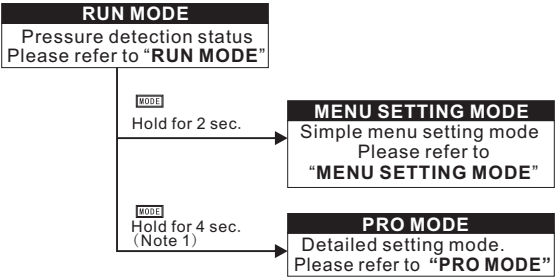 RUN MODE
Pressure detection status
Please refer to “RUN MODE”
MODE
Hold for 2 sec.
MENU SETTING MODE
Simple menu setting mode
Please refer to
“MENU SETTING MODE”
MODE
Hold for 4 sec.
(Note 1)
PRO MODE
Detailed setting mode.
Please refer to “PRO MODE”